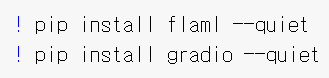 ! pip install flaml --quiet
! pip install gradio --quiet